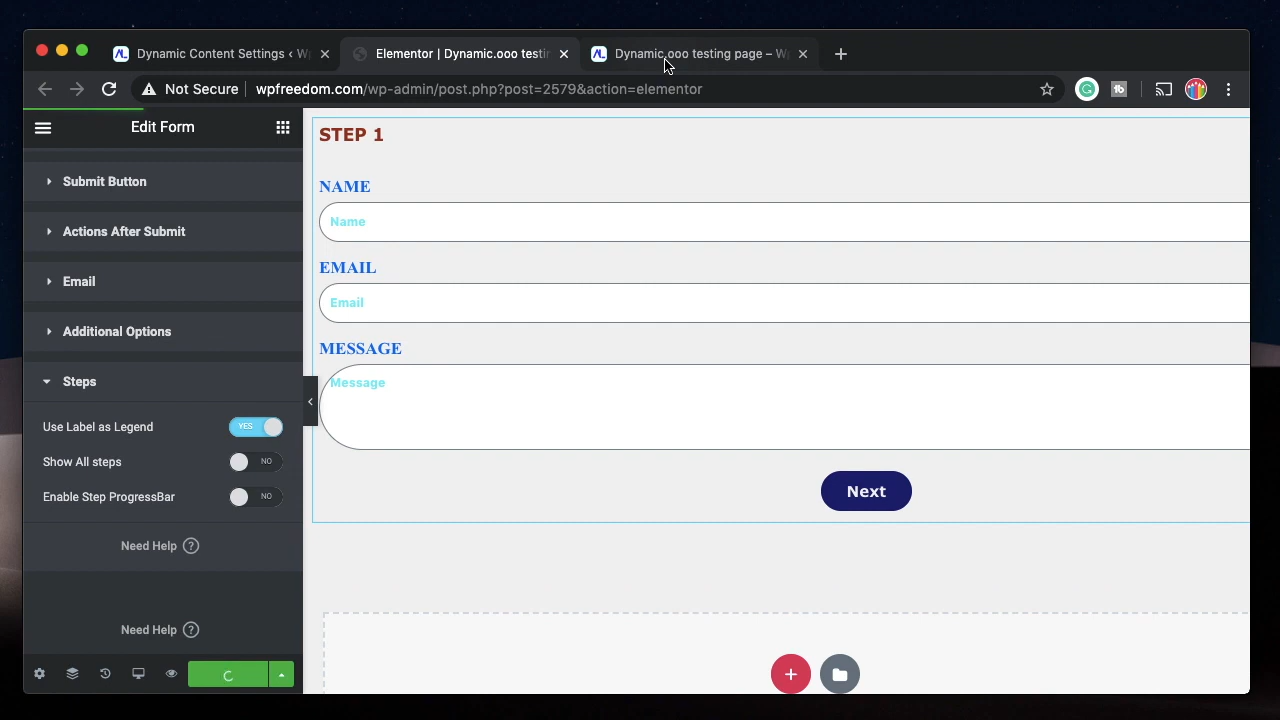 Dynamic Content Settings ‹ W
Elementor | Dynamic.ooo testin
Dynamic.ooo testing page – W
Not Secure
wpfreedom.com/wp-admin/post.php?post=2579&action=elementor
Edit Form
Submit Button
Actions After Submit
Email
Additional Options
Steps
Use Label as Legend
YES
Show All steps
NO
Enable Step ProgressBar
NO
Need Help ?
Need Help ?
STEP 1
NAME
Name
EMAIL
Email
MESSAGE
Message
Next